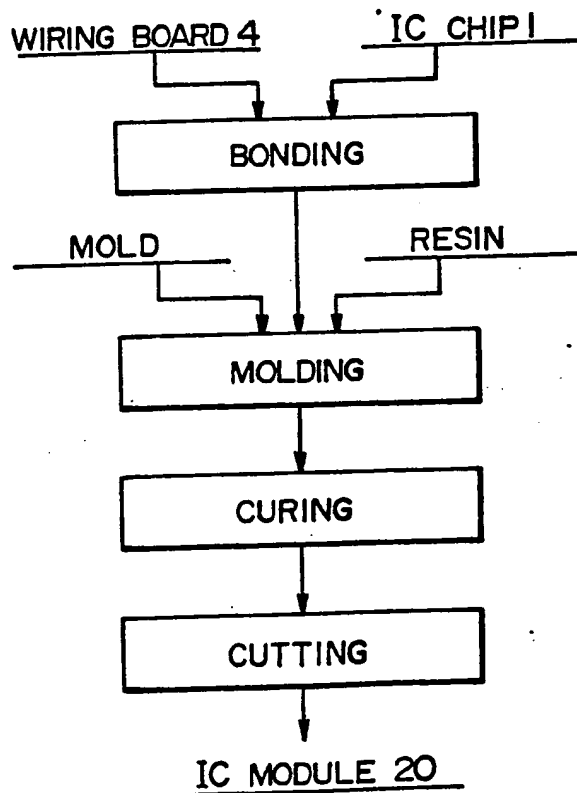 WIRING BOARD 4
IC CHIP 1
BONDING
MOLD
RESIN
MOLDING
CURING
CUTTING
IC MODULE 20